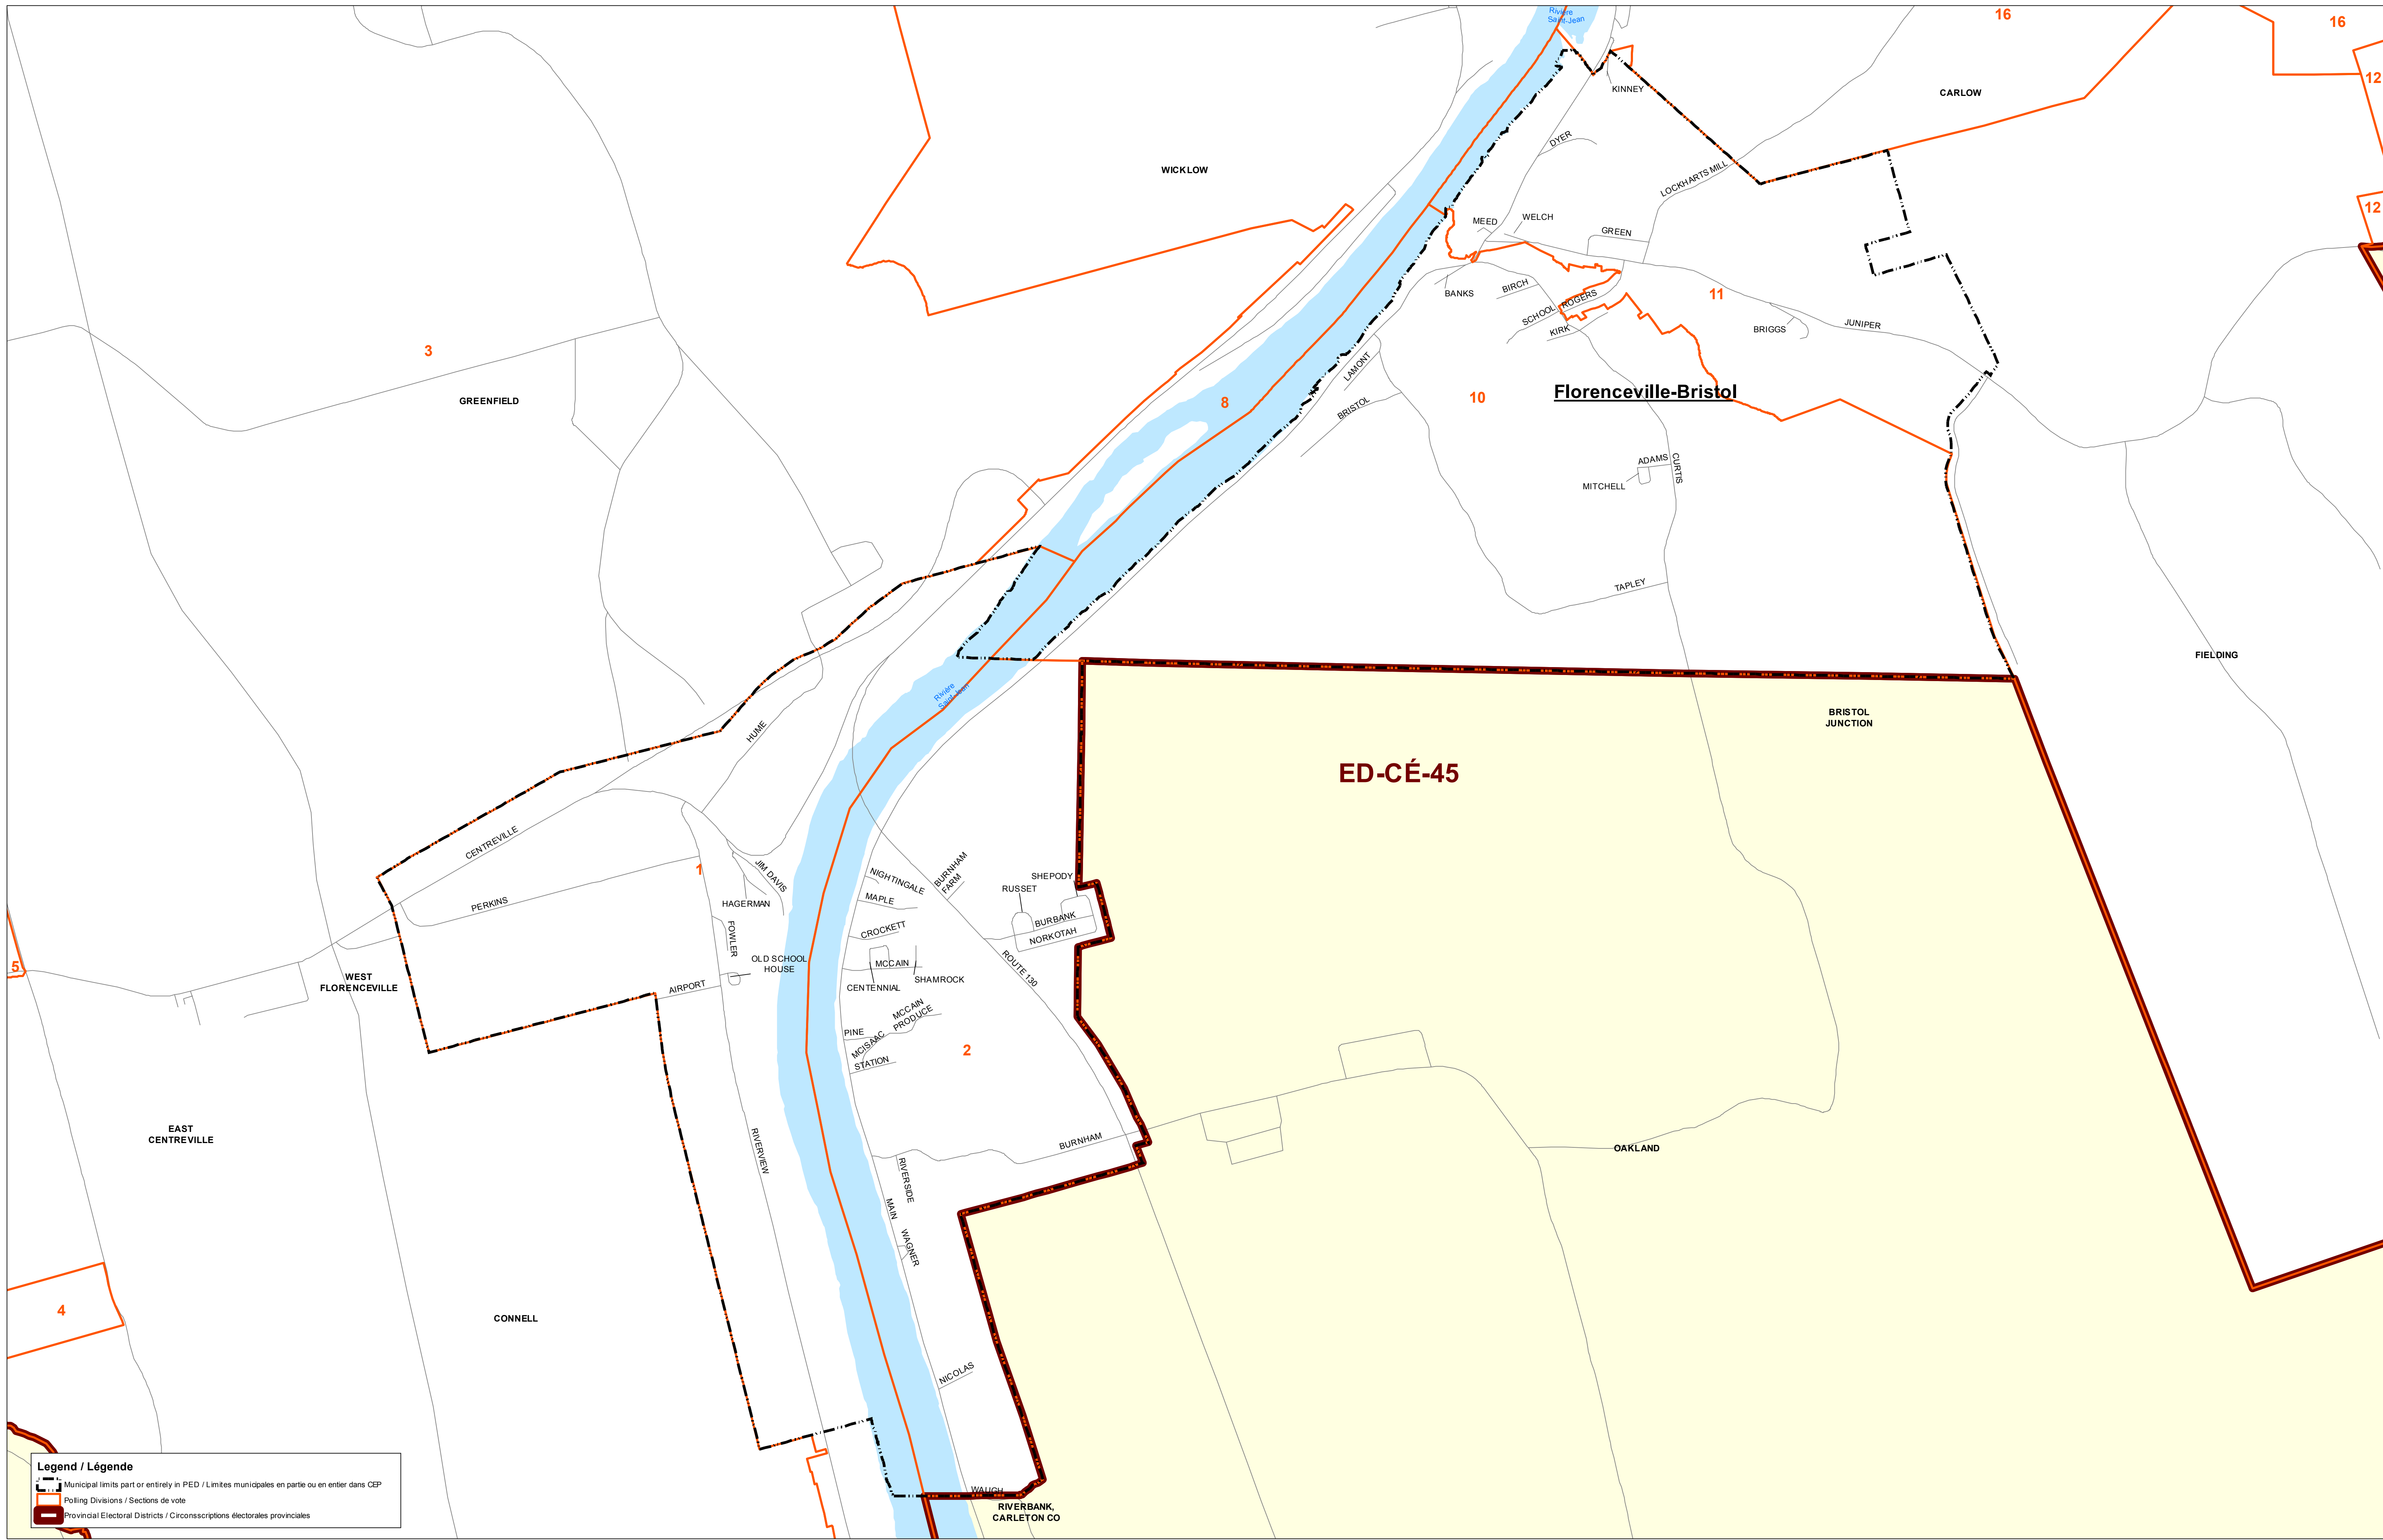 Rivière
Saint-Jean
16
16
12
KINNEY
CARLOW
DYER
WICKLOW
LOCKHARTS MILL
12
MEED
WELCH
GREEN
BANKS
BIRCH
11
SCHOOL
ROGERS
KIRK
BRIGGS
JUNIPER
3
LAMONT
GREENFIELD
8
BRISTOL
10
Florenceville-Bristol
ADAMS
CURTIS
MITCHELL
TAPLEY
FIELDING
Rivière
Saint-Jean
BRISTOL
JUNCTION
HUME
ED-CÉ-45
CENTREVILLE
1
JIM DAVIS
NIGHTINGALE
BURNHAM
FARM
SHEPODY
RUSSET
PERKINS
HAGERMAN
MAPLE
BURBANK
FOWLER
CROCKETT
NORKOTAH
5
OLD SCHOOL
HOUSE
MCCAIN
ROUTE 130
WEST
FLORENCEVILLE
AIRPORT
CENTENNIAL
SHAMROCK
MCCAIN
PRODUCE
PINE
MCISAAC
STATION
2
EAST
CENTREVILLE
RIVERVIEW
BURNHAM
OAKLAND
RIVERSIDE
MAIN
WAGNER
4
CONNELL
NICOLAS
WAUGH
RIVERBANK,
CARLETON CO
Legend / Légende
Municipal limits part or entirely in PED / Limites municipales en partie ou en entier dans CEP
Polling Divisions / Sections de vote
Provincial Electoral Districts / Circonsscriptions électorales provinciales